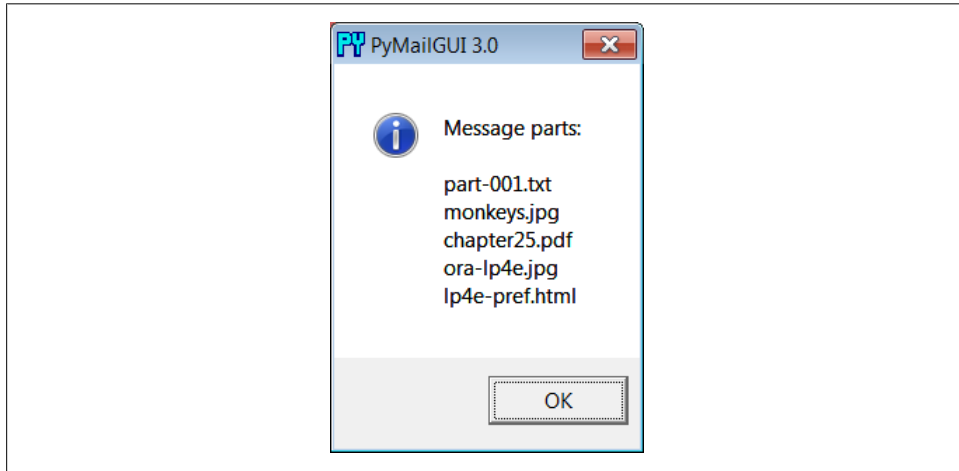 PY PyMailGUI 3.0
Message parts:
part-001.txt
monkeys.jpg
chapter25.pdf
ora-lp4e.jpg
lp4e-pref.html
OK